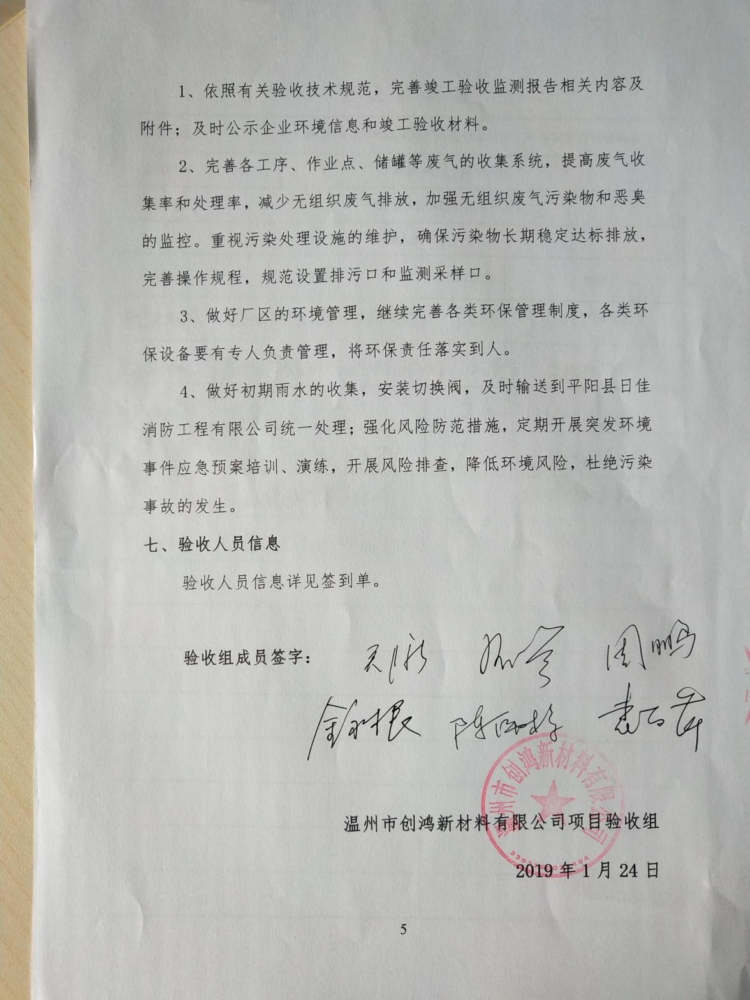 1、依照有关验收技术规范，完善竣工验收监测报告相关内容及
附件；及时公示企业环境信息和竣工验收材料。
2、完善各工序、作业点、储罐等废气的收集系统，提高废气收
集率和处理率，减少无组织废气排放，加强无组织废气污染物和恶臭
的监控。重视污染处理设施的维护，确保污染物长期稳定达标排放，
完善操作规程，规范设置排污口和监测采样口。
3、做好厂区的环境管理，继续完善各类环保管理制度，各类环
保设备要有专人负责管理，将环保责任落实到人。
4、做好初期雨水的收集，安装切换阀，及时输送到平阳县日佳
消防工程有限公司统一处理；强化风险防范措施，定期开展突发环境
事件应急预案培训、演练，开展风险排查，降低环境风险，杜绝污染
事故的发生。
七、验收人员信息
验收人员信息详见签到单。
验收组成员签字：
周鹏
温州市创鸿新材料有限公司
温州市创鸿新材料有限公司项目验收组
2019 年 1 月 24 日
5